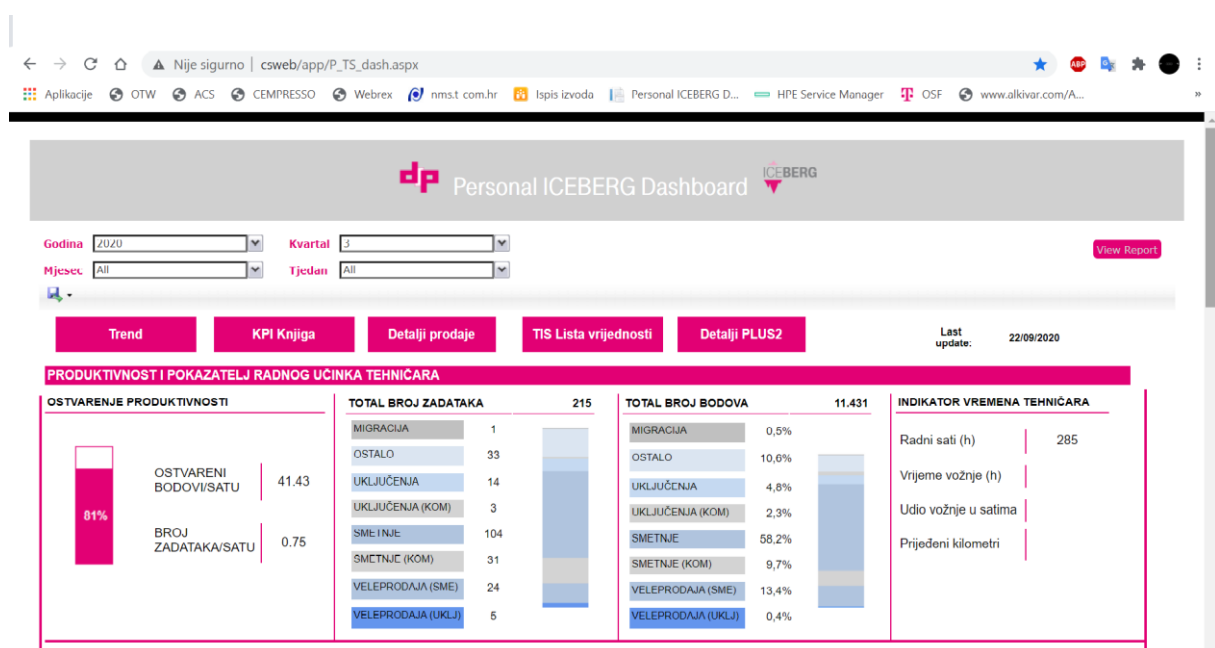 Nije sigurno | csweb/app/P_TS_dash.aspx
ABP
Aplikacije OTW ACS CEMPRESSO Webrex nms.t com.hr Ispis izvoda Personal ICEBERG D... HPE Service Manager OSF www.alkivar.com/A... »
dp Personal ICEBERG Dashboard ICEBERG
Godina 2020 Kvartal 3 View Report
Mjesec All Tjedan All
Trend KPI Knjiga Detalji prodaje TIS Lista vrijednosti Detalji PLUS2 Last update: 22/09/2020
PRODUKTIVNOST I POKAZATELJ RADNOG UČINKA TEHNIČARA
OSTVARENJE PRODUKTIVNOSTI
81%
OSTVARENI BODOVI/SATU 41.43
BROJ ZADATAKA/SATU 0.75
TOTAL BROJ ZADATAKA 215
MIGRACIJA 1
OSTALO 33
UKLJUČENJA 14
UKLJUČENJA (KOM) 3
SMETNJE 104
SMETNJE (KOM) 31
VELEPRODAJA (SME) 24
VELEPRODAJA (UKLJ) 5
TOTAL BROJ BODOVA 11.431
MIGRACIJA 0,5%
OSTALO 10,6%
UKLJUČENJA 4,8%
UKLJUČENJA (KOM) 2,3%
SMETNJE 58,2%
SMETNJE (KOM) 9,7%
VELEPRODAJA (SME) 13,4%
VELEPRODAJA (UKLJ) 0,4%
INDIKATOR VREMENA TEHNIČARA
Radni sati (h) 285
Vrijeme vožnje (h)
Udio vožnje u satima
Prijeđeni kilometri